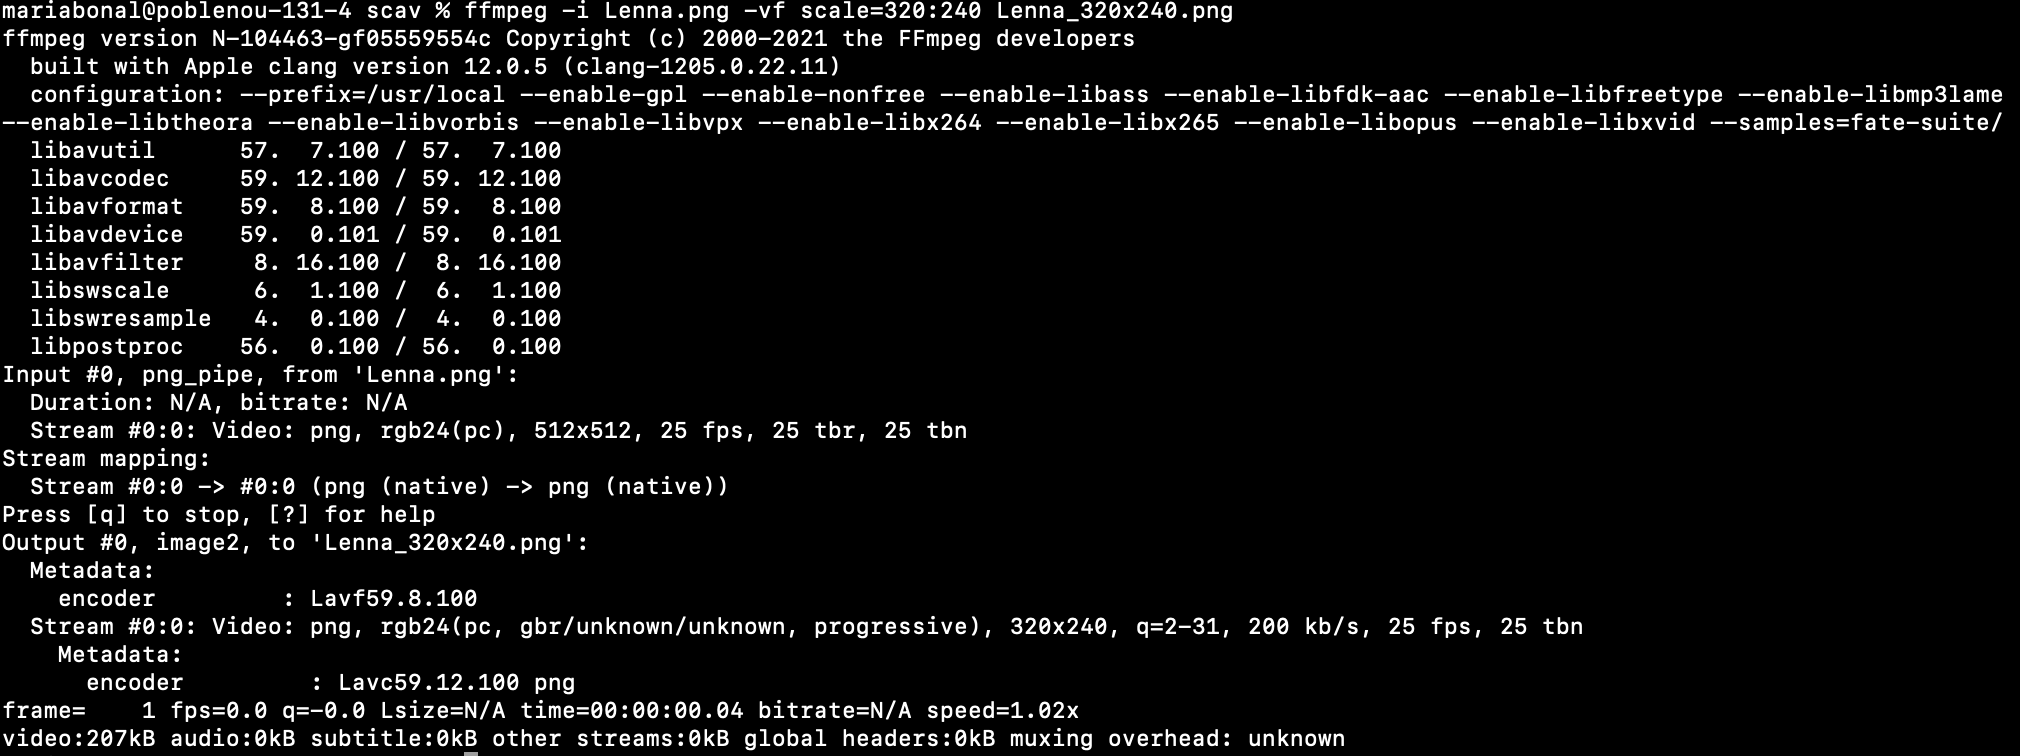 mariabonal@poblenou-131-4 scav % ffmpeg -i Lenna.png -vf scale=320:240 Lenna_320x240.png
ffmpeg version N-104463-gf05559554c Copyright (c) 2000-2021 the FFmpeg developers
  built with Apple clang version 12.0.5 (clang-1205.0.22.11)
  configuration: --prefix=/usr/local --enable-gpl --enable-nonfree --enable-libass --enable-libfdk-aac --enable-libfreetype --enable-libmp3lame
--enable-libtheora --enable-libvorbis --enable-libvpx --enable-libx264 --enable-libx265 --enable-libopus --enable-libxvid --samples=fate-suite/
  libavutil      57.  7.100 / 57.  7.100
  libavcodec     59. 12.100 / 59. 12.100
  libavformat    59.  8.100 / 59.  8.100
  libavdevice    59.  0.101 / 59.  0.101
  libavfilter     8. 16.100 /  8. 16.100
  libswscale      6.  1.100 /  6.  1.100
  libswresample   4.  0.100 /  4.  0.100
  libpostproc    56.  0.100 / 56.  0.100
Input #0, png_pipe, from 'Lenna.png':
  Duration: N/A, bitrate: N/A
  Stream #0:0: Video: png, rgb24(pc), 512x512, 25 fps, 25 tbr, 25 tbn
Stream mapping:
  Stream #0:0 -> #0:0 (png (native) -> png (native))
Press [q] to stop, [?] for help
Output #0, image2, to 'Lenna_320x240.png':
  Metadata:
    encoder         : Lavf59.8.100
  Stream #0:0: Video: png, rgb24(pc, gbr/unknown/unknown, progressive), 320x240, q=2-31, 200 kb/s, 25 fps, 25 tbn
    Metadata:
      encoder         : Lavc59.12.100 png
frame=    1 fps=0.0 q=-0.0 Lsize=N/A time=00:00:00.04 bitrate=N/A speed=1.02x
video:207kB audio:0kB subtitle:0kB other streams:0kB global headers:0kB muxing overhead: unknown